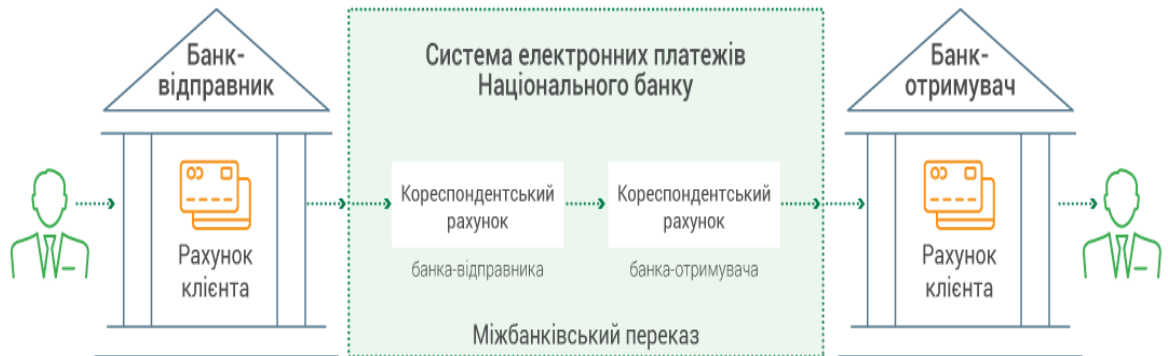 Банк-
відправник
Рахунок
клієнта
Система електронних платежів
Національного банку
Кореспондентський
рахунок
банка-відправника
Кореспондентський
рахунок
банка-отримувача
Міжбанківський переказ
Банк-
отримувач
Рахунок
клієнта